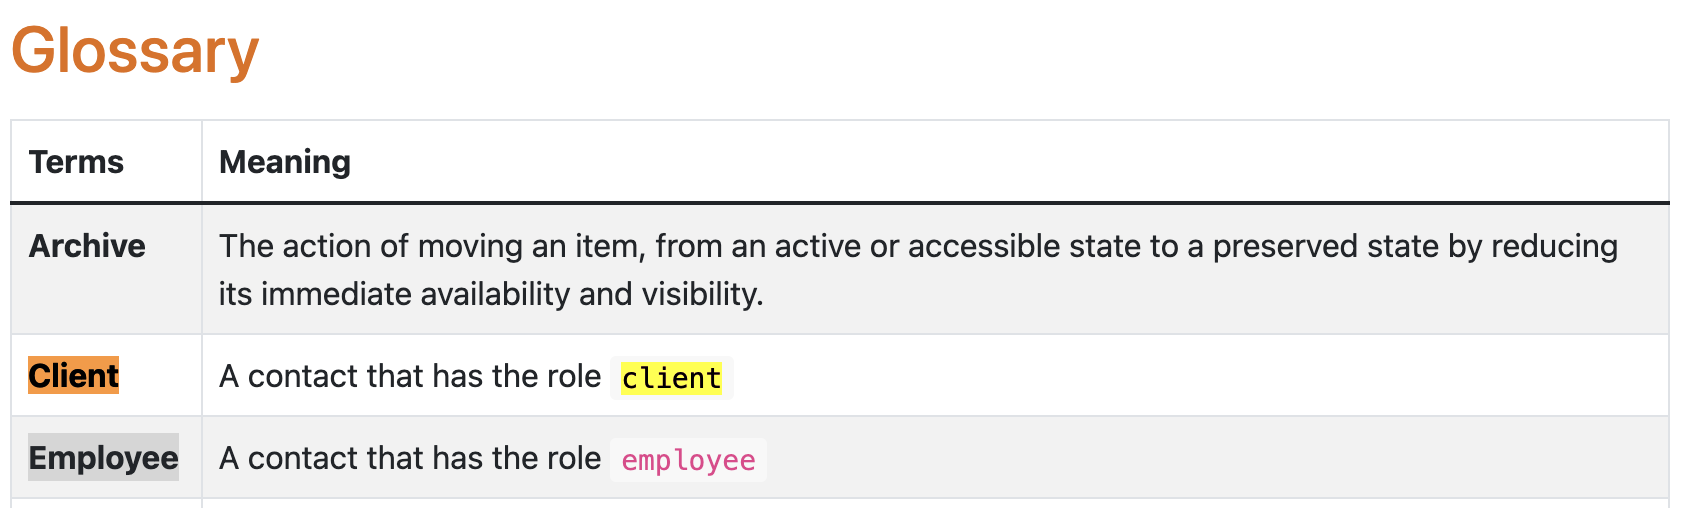 Glossary
Terms Meaning
Archive The action of moving an item, from an active or accessible state to a preserved state by reducing
its immediate availability and visibility.
Client A contact that has the role client
Employee A contact that has the role employee